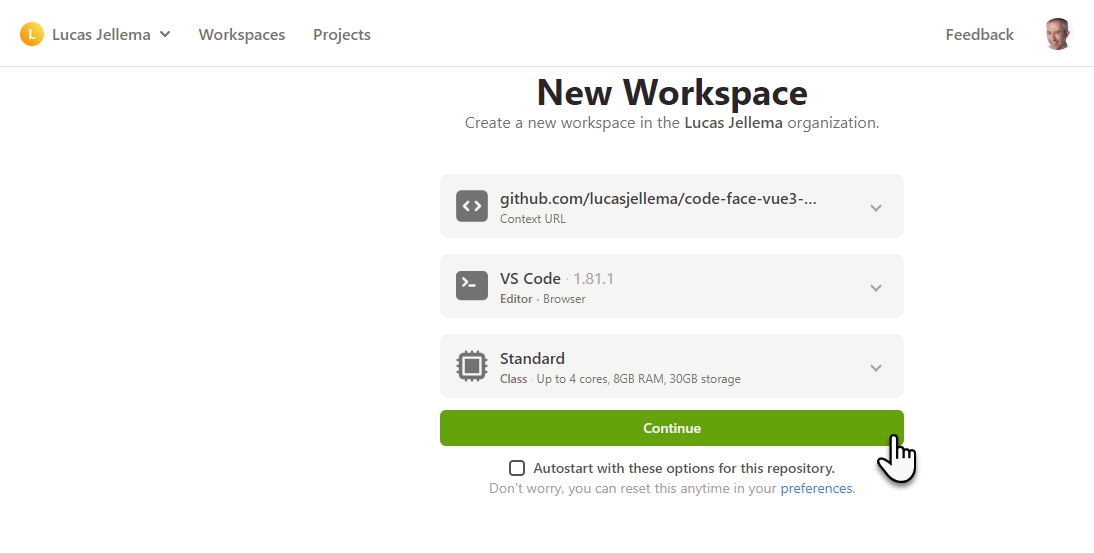 L Lucas Jellema Workspaces Projects Feedback
New Workspace
Create a new workspace in the Lucas Jellema organization.
github.com/lucasjellema/code-face-vue3-...
Context URL
VS Code · 1.81.1
Editor · Browser
Standard
Class · Up to 4 cores, 8GB RAM, 30GB storage
Continue
Autostart with these options for this repository.
Don't worry, you can reset this anytime in your preferences.